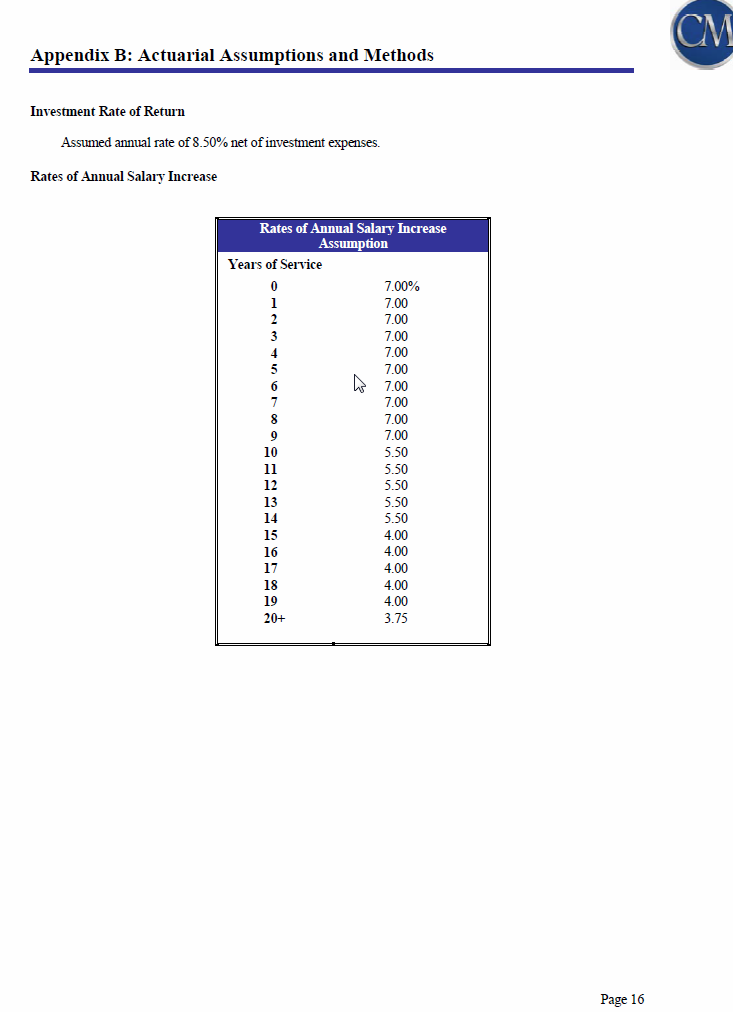 CM
Appendix B: Actuarial Assumptions and Methods
Investment Rate of Return
Assumed annual rate of 8.50% net of investment expenses.
Rates of Annual Salary Increase
Rates of Annual Salary Increase
Assumption
Years of Service
0 7.00%
1 7.00
2 7.00
3 7.00
4 7.00
5 7.00
6 7.00
7 7.00
8 7.00
9 7.00
10 5.50
11 5.50
12 5.50
13 5.50
14 5.50
15 4.00
16 4.00
17 4.00
18 4.00
19 4.00
20+ 3.75
Page 16